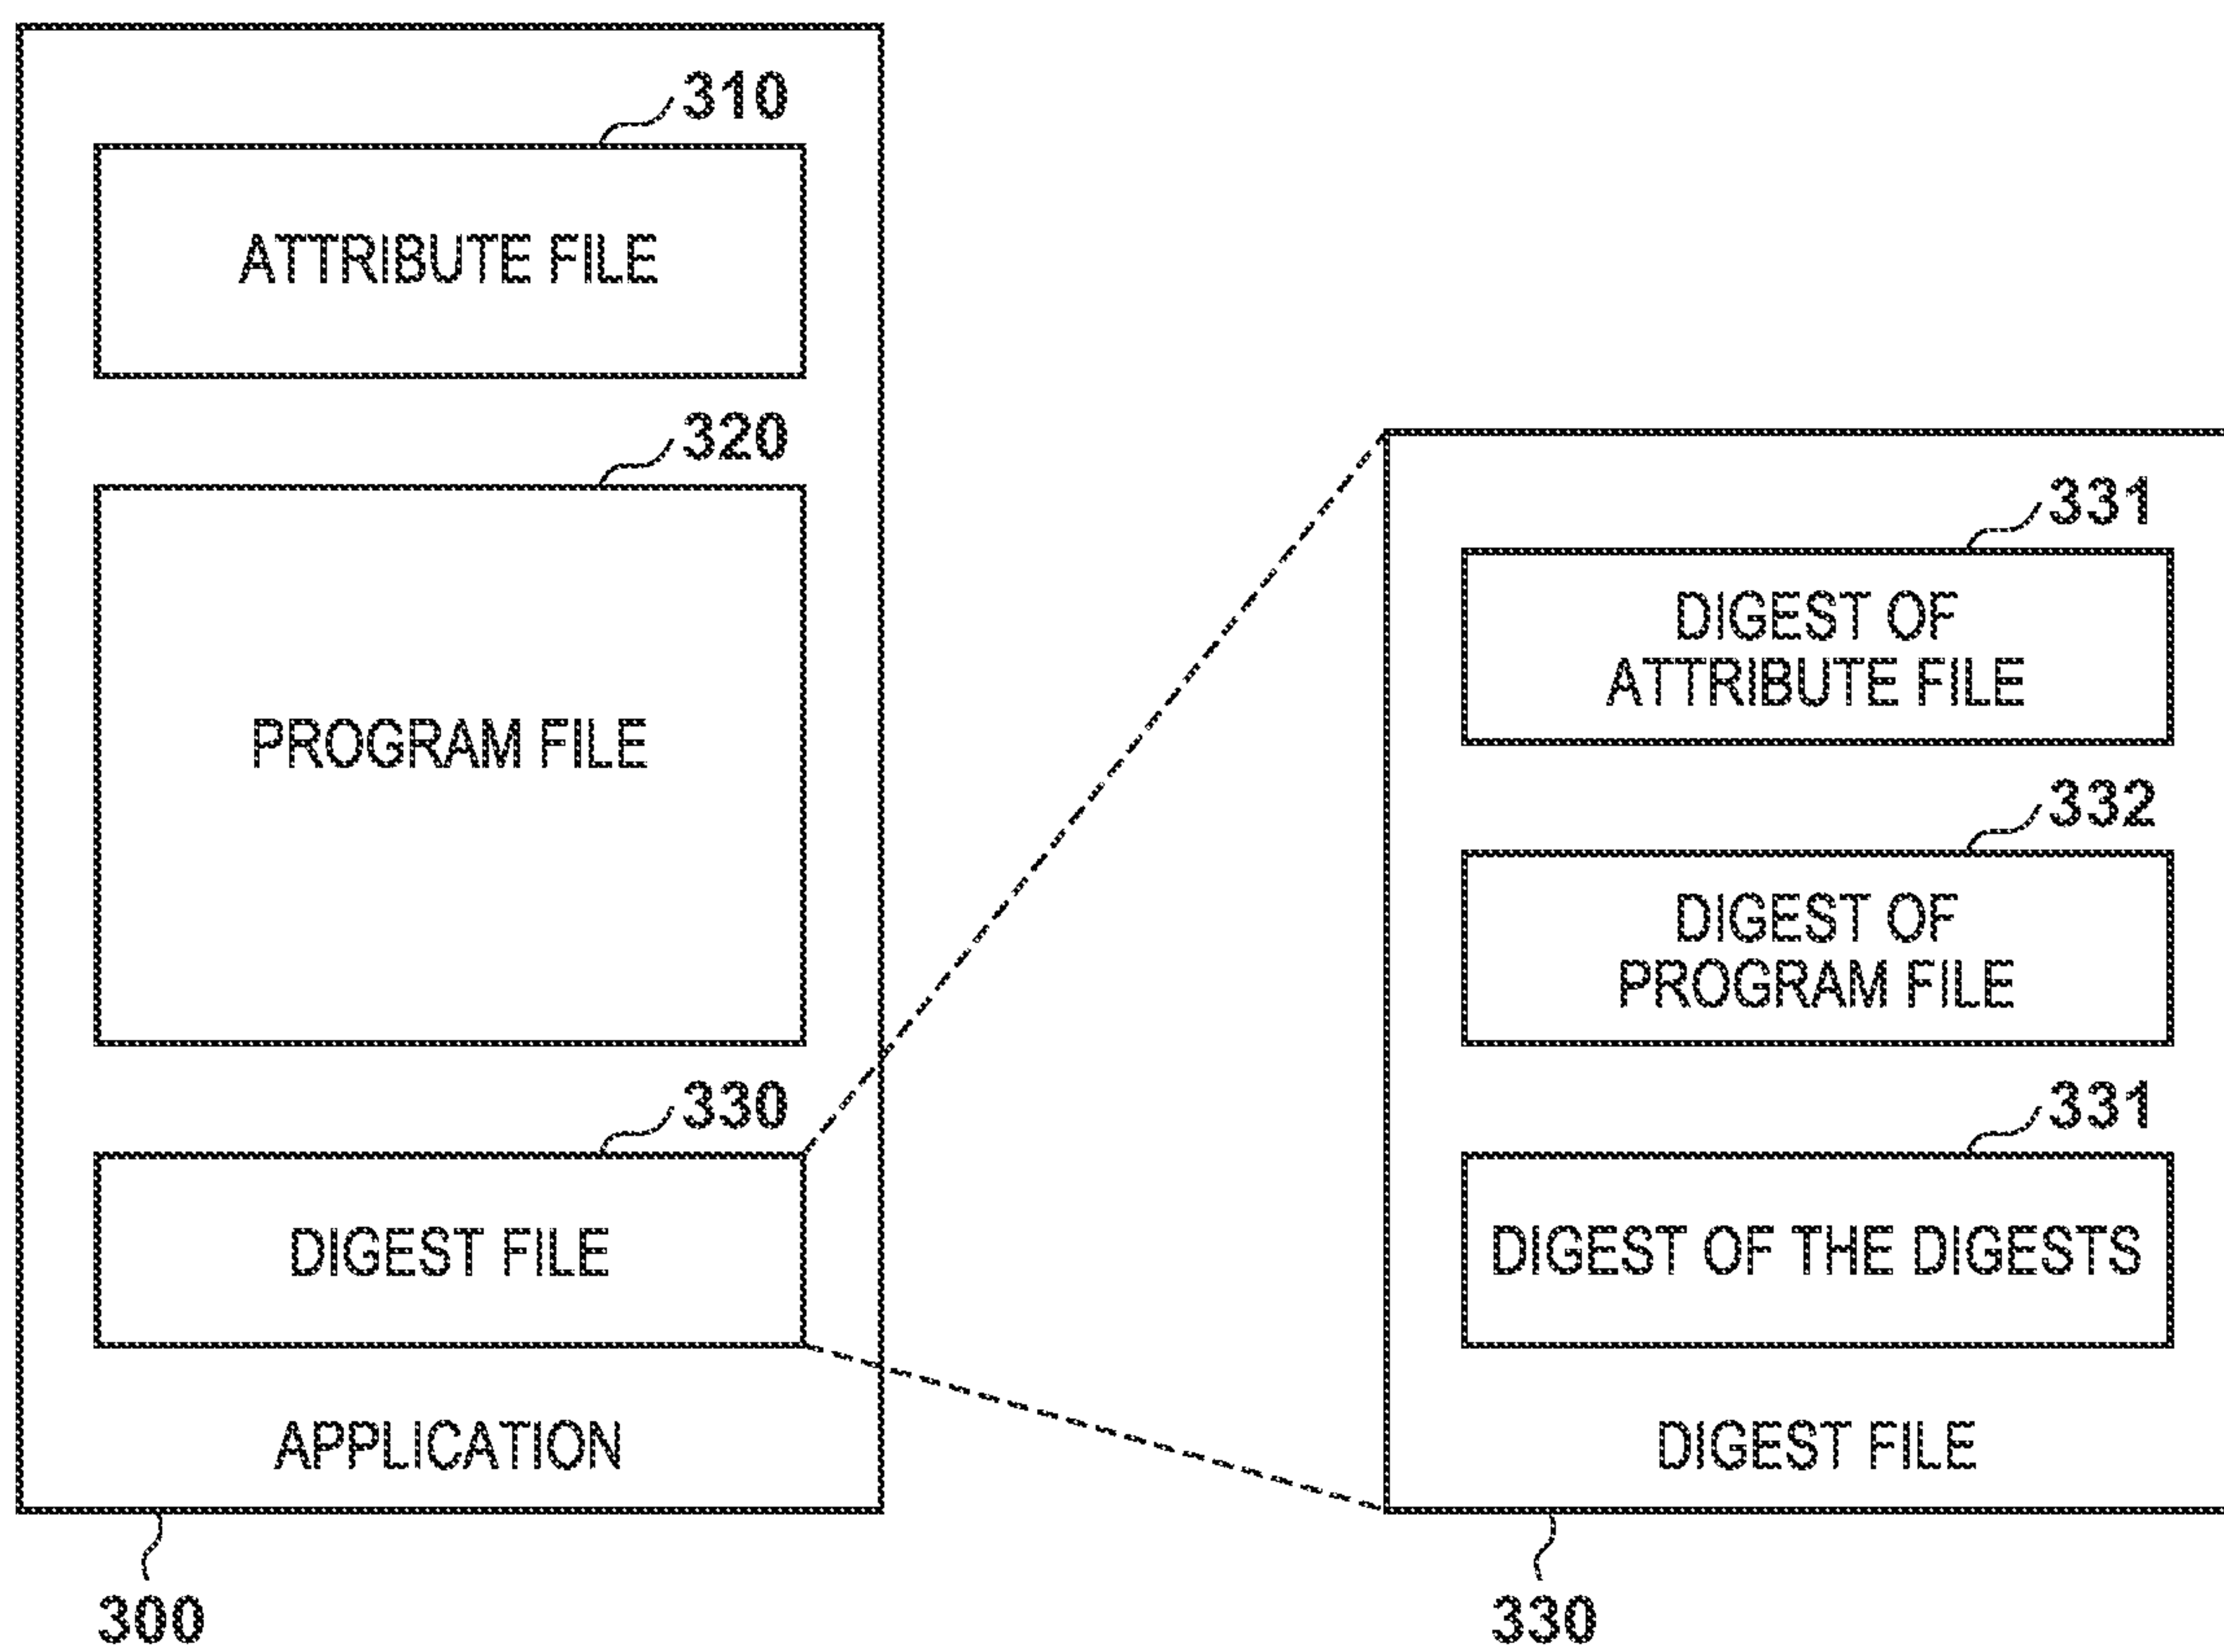 310
ATTRIBUTE FILE
320
PROGRAM FILE
330
DIGEST FILE
APPLICATION
300
331
DIGEST OF
ATTRIBUTE FILE
332
DIGEST OF
PROGRAM FILE
331
DIGEST OF THE DIGESTS
DIGEST FILE
330